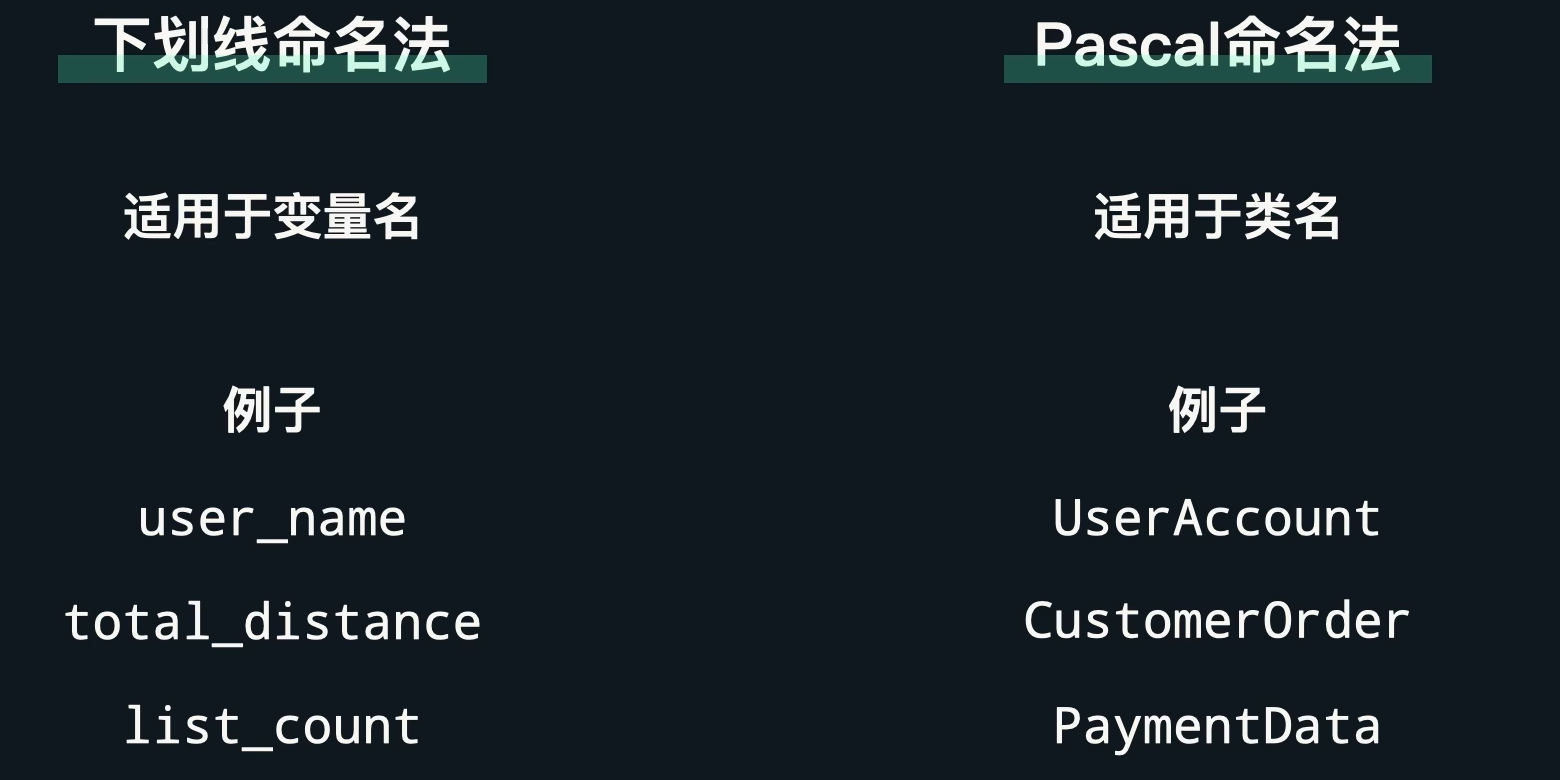 下划线命名法
适用于变量名
例子
user_name
total_distance
list_count
Pascal命名法
适用于类名
例子
UserAccount
CustomerOrder
PaymentData